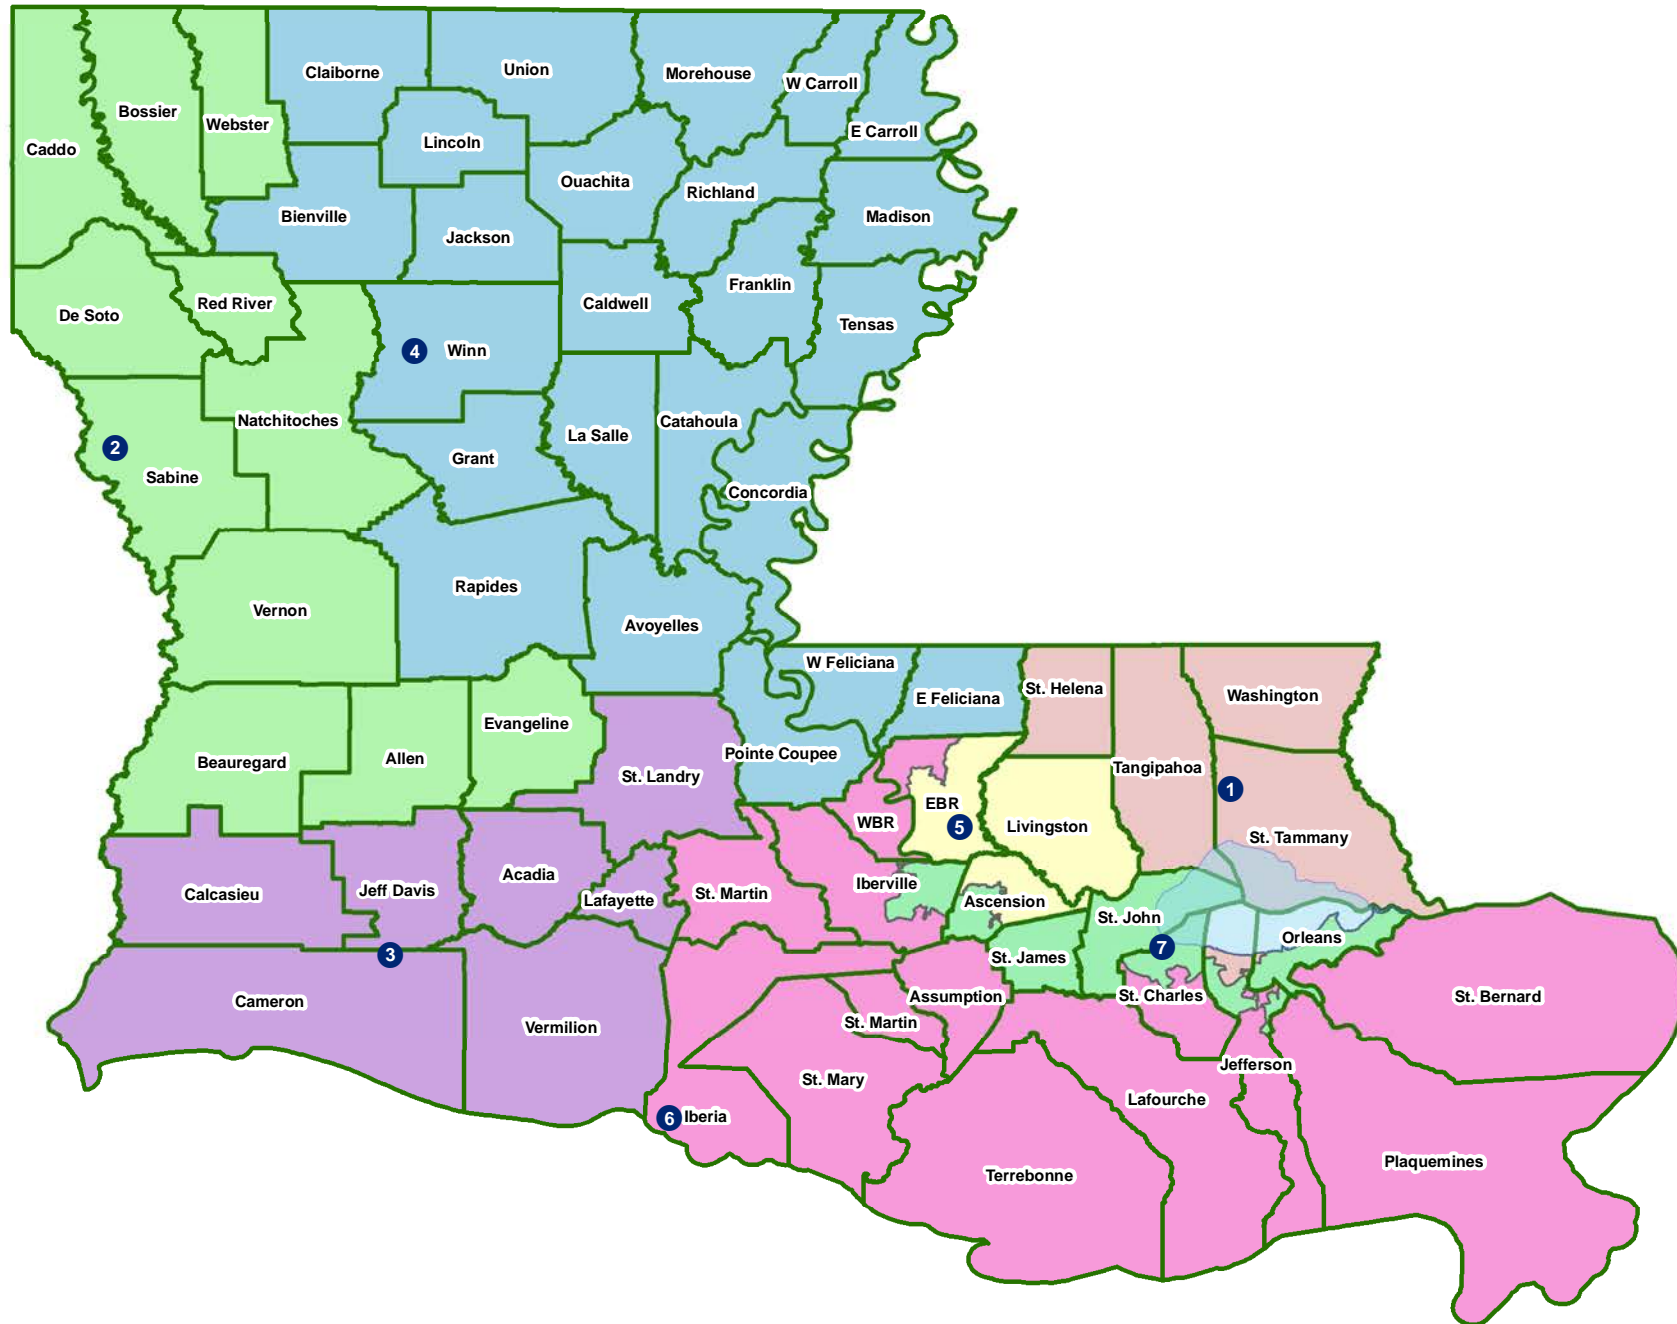 Claiborne
Union
Morehouse
W Carroll
Bossier
Webster
E Carroll
Caddo
Lincoln
Ouachita
Richland
Bienville
Madison
Jackson
Franklin
Red River
Caldwell
De Soto
Tensas
4 Winn
Natchitoches
Catahoula
La Salle
2
Grant
Sabine
Concordia
Rapides
Vernon
Avoyelles
W Feliciana
St. Helena
Washington
E Feliciana
Evangeline
Pointe Coupee
Allen
Beauregard
Tangipahoa
St. Landry
1
EBR
WBR
5
Livingston
St. Tammany
Acadia
Iberville
Jeff Davis
Calcasieu
St. Martin
Lafayette
Ascension
St. John
Orleans
7
3
St. James
St. Charles
Assumption
St. Bernard
Cameron
St. Martin
Vermilion
Jefferson
St. Mary
Lafourche
6 Iberia
Plaquemines
Terrebonne